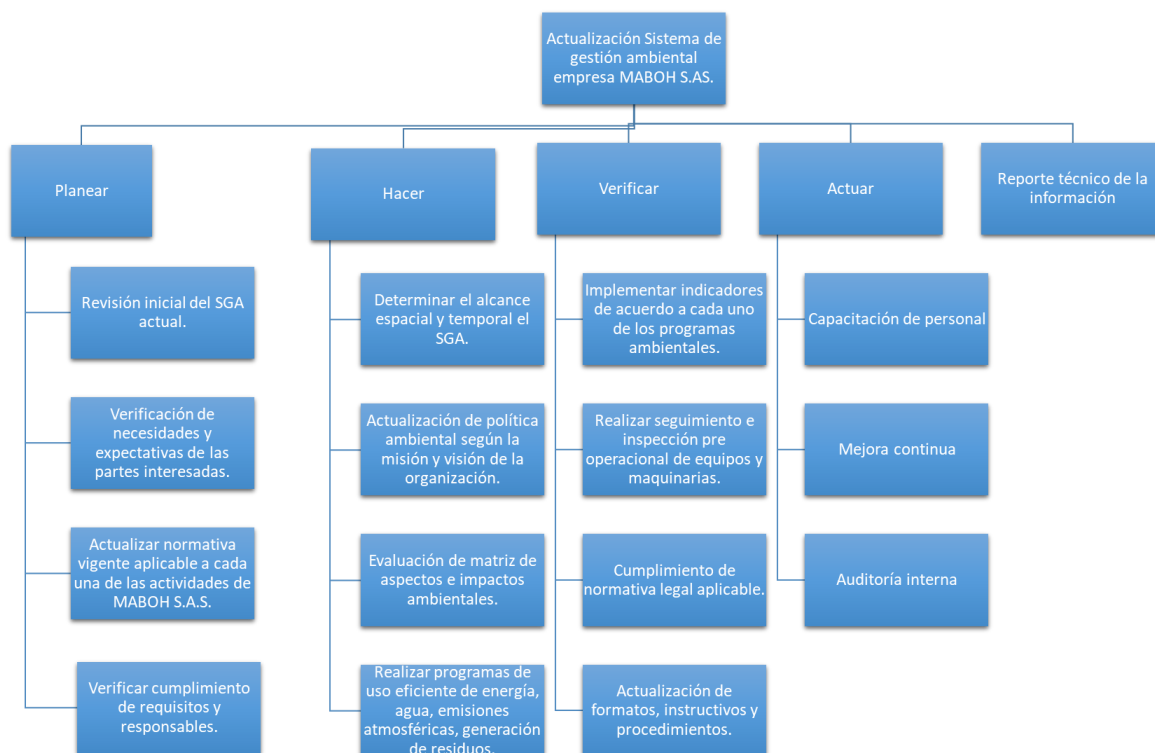 Actualización Sistema de
gestión ambiental
empresa MABOH S.AS.
Planear
Revisión inicial del SGA
actual.
Verificación de
necesidades y
expectativas de las
partes interesadas.
Actualizar normativa
vigente aplicable a cada
una de las actividades de
MABOH S.A.S.
Verificar cumplimiento
de requisitos y
responsables.
Hacer
Determinar el alcance
espacial y temporal el
SGA.
Actualización de política
ambiental según la
misión y visión de la
organización.
Evaluación de matriz de
aspectos e impactos
ambientales.
Realizar programas de
uso eficiente de energía,
agua, emisiones
atmosféricas, generación
de residuos.
Verificar
Implementar indicadores
de acuerdo a cada uno
de los programas
ambientales.
Realizar seguimiento e
inspección pre
operacional de equipos y
maquinarias.
Cumplimiento de
normativa legal aplicable.
Actualización de
formatos, instructivos y
procedimientos.
Actuar
Capacitación de personal
Mejora continua
Auditoría interna
Reporte técnico de la
información